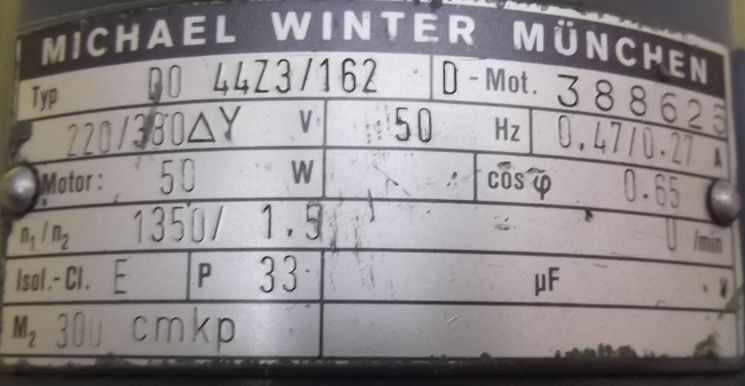 MICHAEL WINTER MÜNCHEN
Typ DO 44Z3/162 D-Mot. 388625
220/380ΔY V 50 Hz 0.47/0.27 A
Motor: 50 W cos φ 0.65
n₁/n₂ 1350/ 1.5 U/min
Isol.-Cl. E P 33 µF V
M₂ 300 cmkp